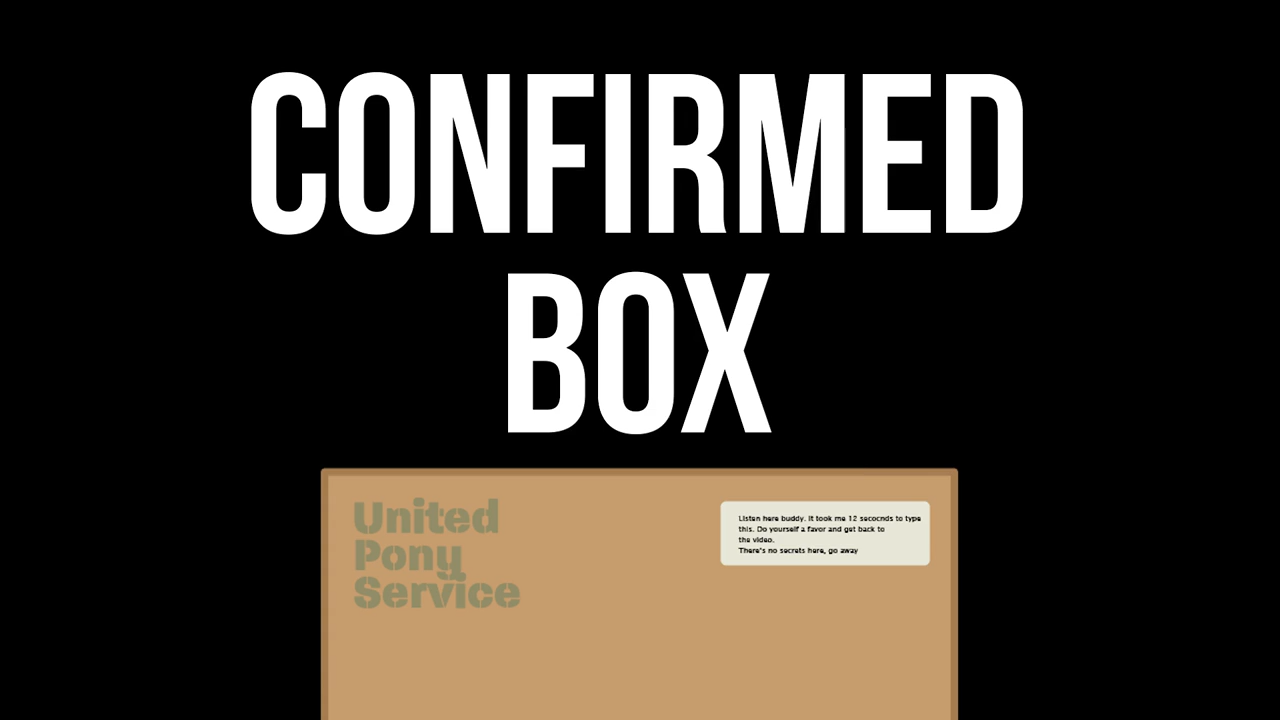 CONFIRMED
BOX
United
Pony
Service
Listen here buddy. It took me 12 secocnds to type
this. Do yourself a favor and get back to
the video.
There's no secrets here, go away